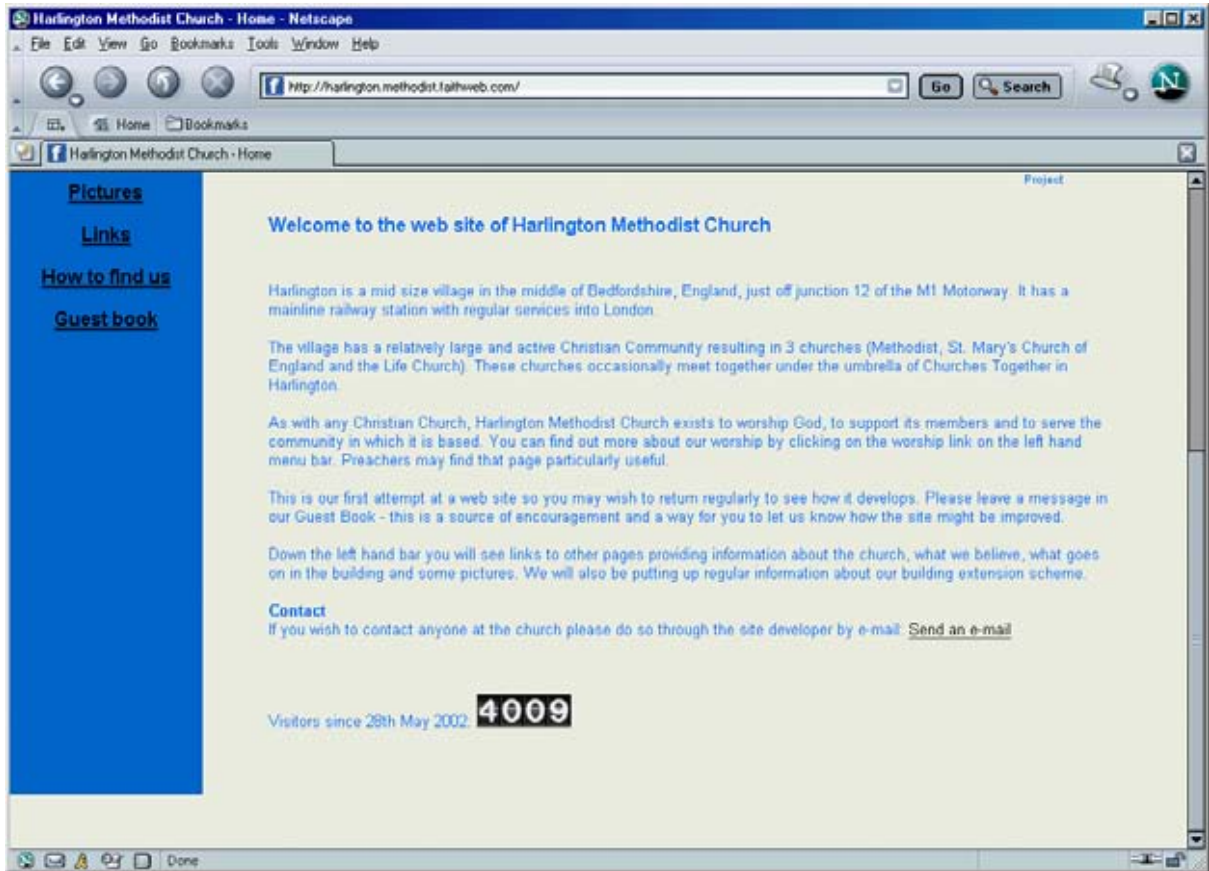 Harlington Methodist Church - Home - Netscape
File Edit View Go Bookmarks Tools Window Help
http://harlington.methodist.faithweb.com/ Go Search N
Home Bookmarks
Harlington Methodist Church - Home
Project
Pictures
Links
How to find us
Guest book
Welcome to the web site of Harlington Methodist Church
Harlington is a mid size village in the middle of Bedfordshire, England, just off junction 12 of the M1 Motorway. It has a
mainline railway station with regular services into London.
The village has a relatively large and active Christian Community resulting in 3 churches (Methodist, St. Mary's Church of
England and the Life Church). These churches occasionally meet together under the umbrella of Churches Together in
Harlington.
As with any Christian Church, Harlington Methodist Church exists to worship God, to support its members and to serve the
community in which it is based. You can find out more about our worship by clicking on the worship link on the left hand
menu bar. Preachers may find that page particularly useful.
This is our first attempt at a web site so you may wish to return regularly to see how it develops. Please leave a message in
our Guest Book - this is a source of encouragement and a way for you to let us know how the site might be improved.
Down the left hand bar you will see links to other pages providing information about the church, what we believe, what goes
on in the building and some pictures. We will also be putting up regular information about our building extension scheme.
Contact
If you wish to contact anyone at the church please do so through the site developer by e-mail: Send an e-mail
Visitors since 28th May 2002: 4009
Done